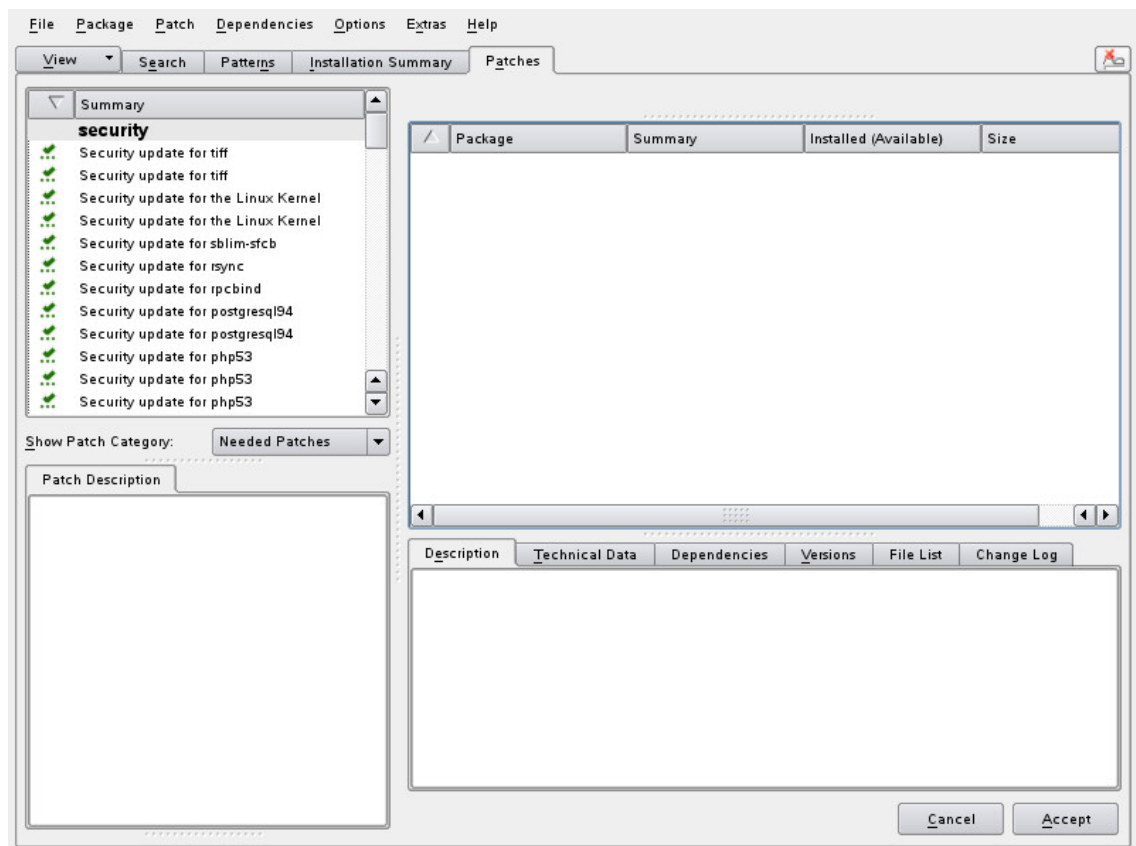 File Package Patch Dependencies Options Extras Help
View Search Patterns Installation Summary Patches
Summary
security
Security update for tiff
Security update for tiff
Security update for the Linux Kernel
Security update for the Linux Kernel
Security update for sblim-sfcb
Security update for rsync
Security update for rpcbind
Security update for postgresql94
Security update for postgresql94
Security update for php53
Security update for php53
Security update for php53
Show Patch Category: Needed Patches
Patch Description
Package Summary Installed (Available) Size
Description Technical Data Dependencies Versions File List Change Log
Cancel Accept